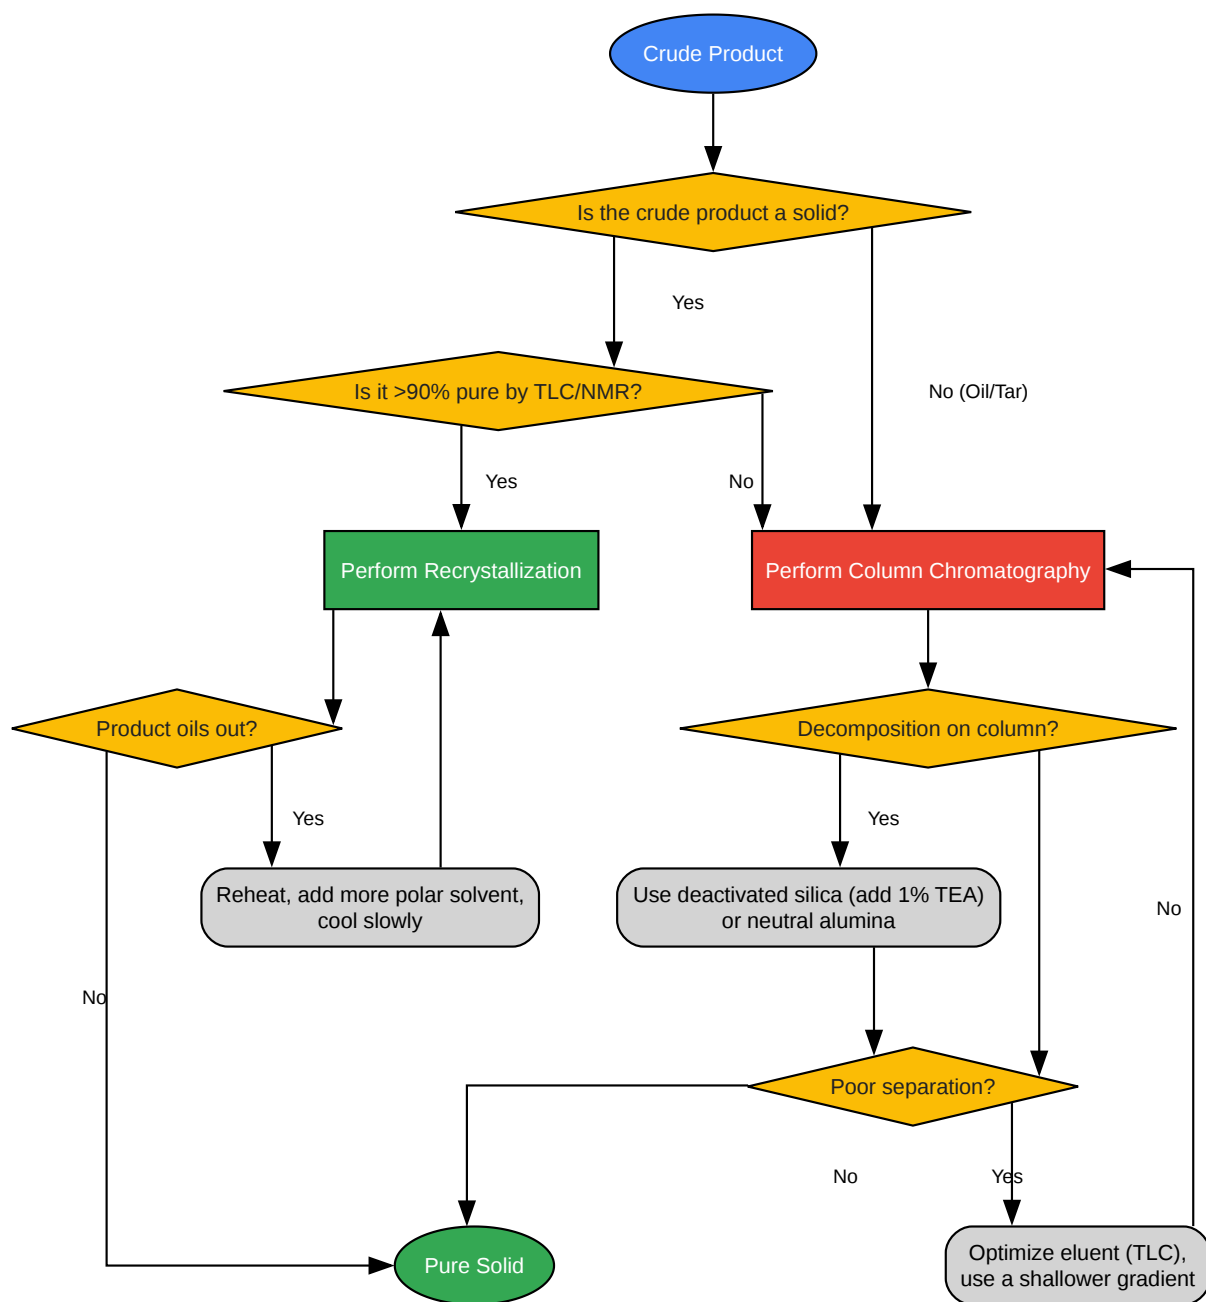 Crude Product
Is the crude product a solid?
Yes
Is it >90% pure by TLC/NMR?
No (Oil/Tar)
Yes
No
Perform Recrystallization
Perform Column Chromatography
Product oils out?
Decomposition on column?
Yes
Yes
Reheat, add more polar solvent,
cool slowly
Use deactivated silica (add 1% TEA)
or neutral alumina
No
No
Poor separation?
No
Yes
Pure Solid
Optimize eluent (TLC),
use a shallower gradient